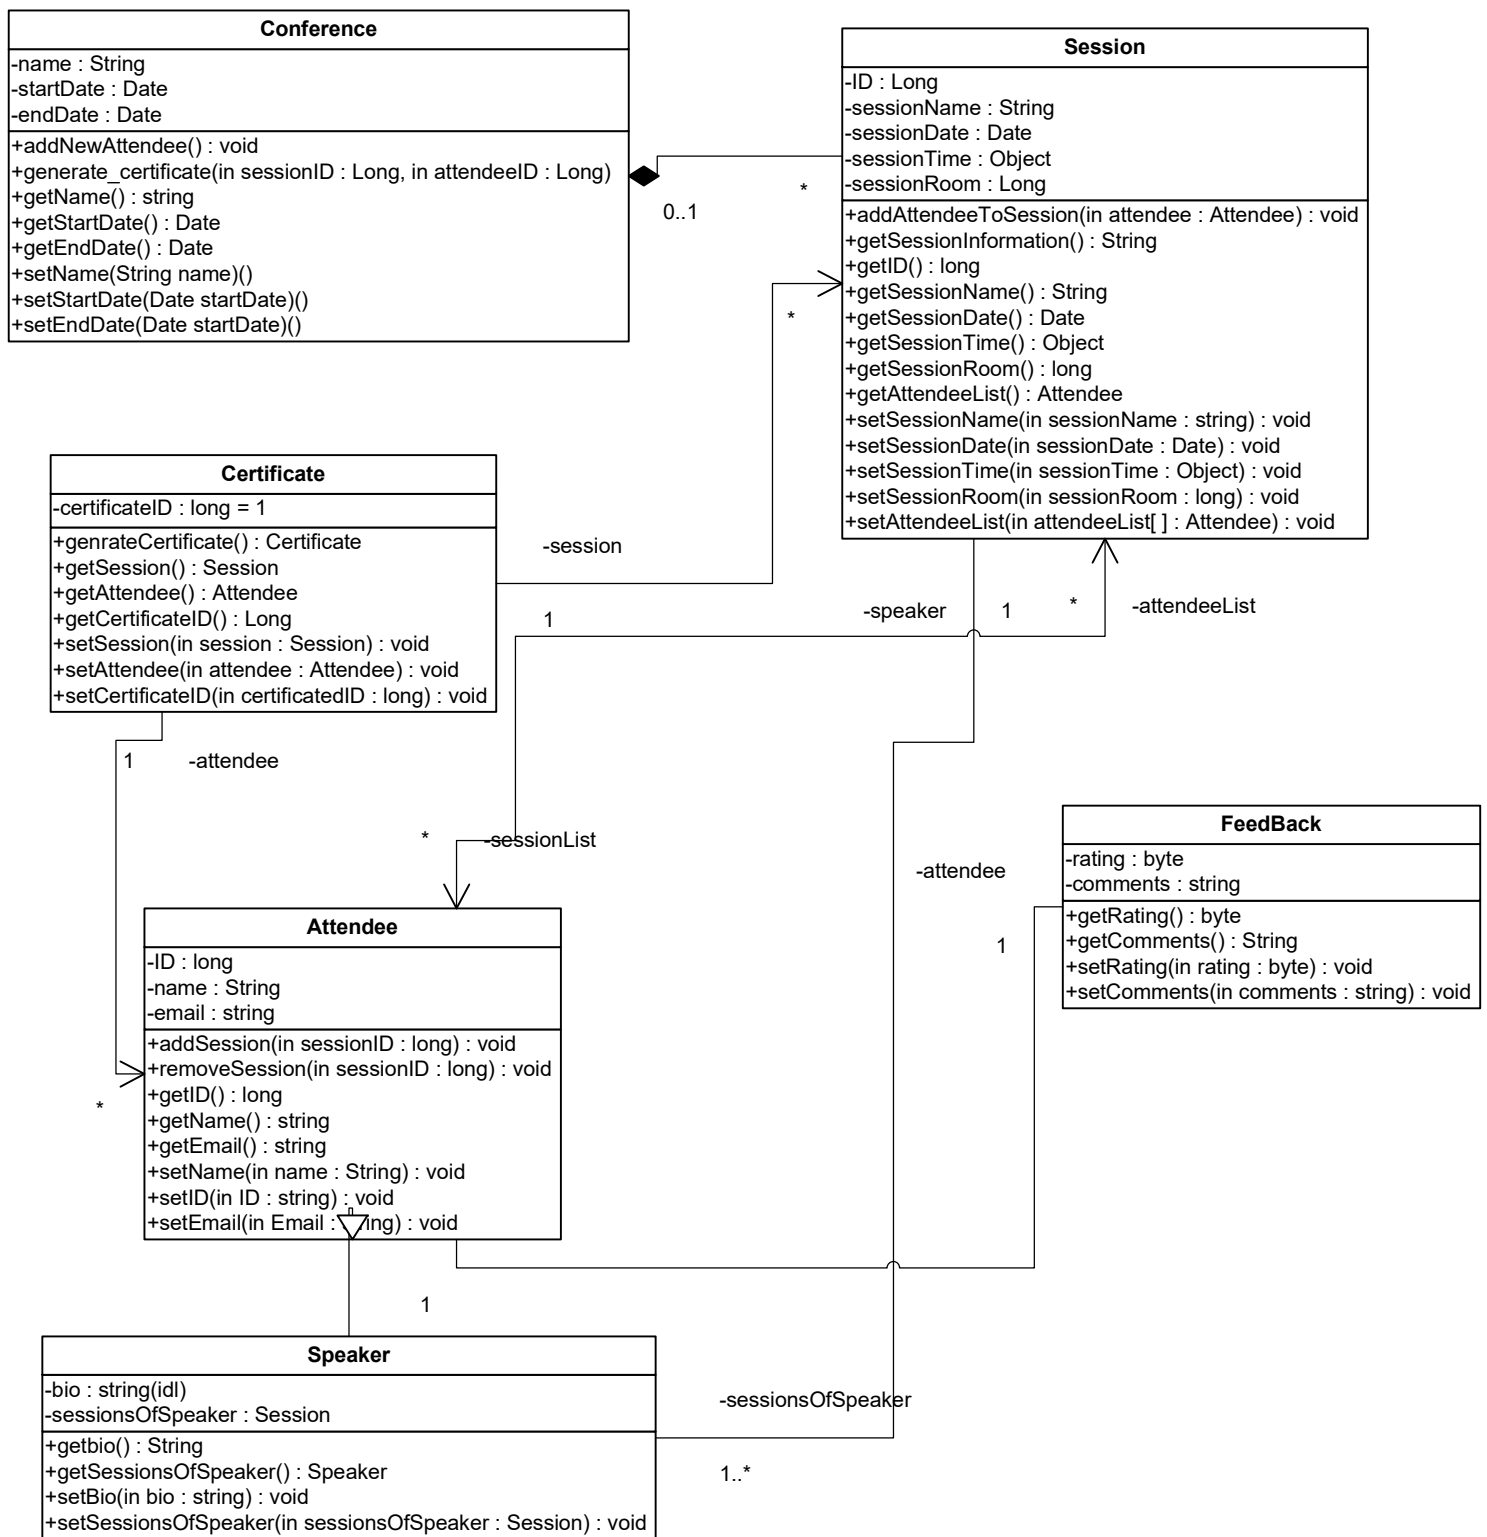 Conference
-name : String
-startDate : Date
-endDate : Date
+addNewAttendee() : void
+generate_certificate(in sessionID : Long, in attendeeID : Long)
+getName() : string
+getStartDate() : Date
+getEndDate() : Date
+setName(String name)()
+setStartDate(Date startDate)()
+setEndDate(Date startDate)()
*
0..1
Session
-ID : Long
-sessionName : String
-sessionDate : Date
-sessionTime : Object
-sessionRoom : Long
+addAttendeeToSession(in attendee : Attendee) : void
+getSessionInformation() : String
+getID() : long
+getSessionName() : String
+getSessionDate() : Date
+getSessionTime() : Object
+getSessionRoom() : long
+getAttendeeList() : Attendee
+setSessionName(in sessionName : string) : void
+setSessionDate(in sessionDate : Date) : void
+setSessionTime(in sessionTime : Object) : void
+setSessionRoom(in sessionRoom : long) : void
+setAttendeeList(in attendeeList[ ] : Attendee) : void
*
Certificate
-certificateID : long = 1
+genrateCertificate() : Certificate
+getSession() : Session
+getAttendee() : Attendee
+getCertificateID() : Long
+setSession(in session : Session) : void
+setAttendee(in attendee : Attendee) : void
+setCertificateID(in certificatedID : long) : void
-session
1
-speaker
1
*
-attendeeList
1
-attendee
*
-sessionList
-attendee
1
FeedBack
-rating : byte
-comments : string
+getRating() : byte
+getComments() : String
+setRating(in rating : byte) : void
+setComments(in comments : string) : void
Attendee
-ID : long
-name : String
-email : string
+addSession(in sessionID : long) : void
+removeSession(in sessionID : long) : void
+getID() : long
+getName() : string
+getEmail() : string
+setName(in name : String) : void
+setID(in ID : string) : void
+setEmail(in Email : ing) : void
*
1
Speaker
-bio : string(idl)
-sessionsOfSpeaker : Session
+getbio() : String
+getSessionsOfSpeaker() : Speaker
+setBio(in bio : string) : void
+setSessionsOfSpeaker(in sessionsOfSpeaker : Session) : void
-sessionsOfSpeaker
1..*